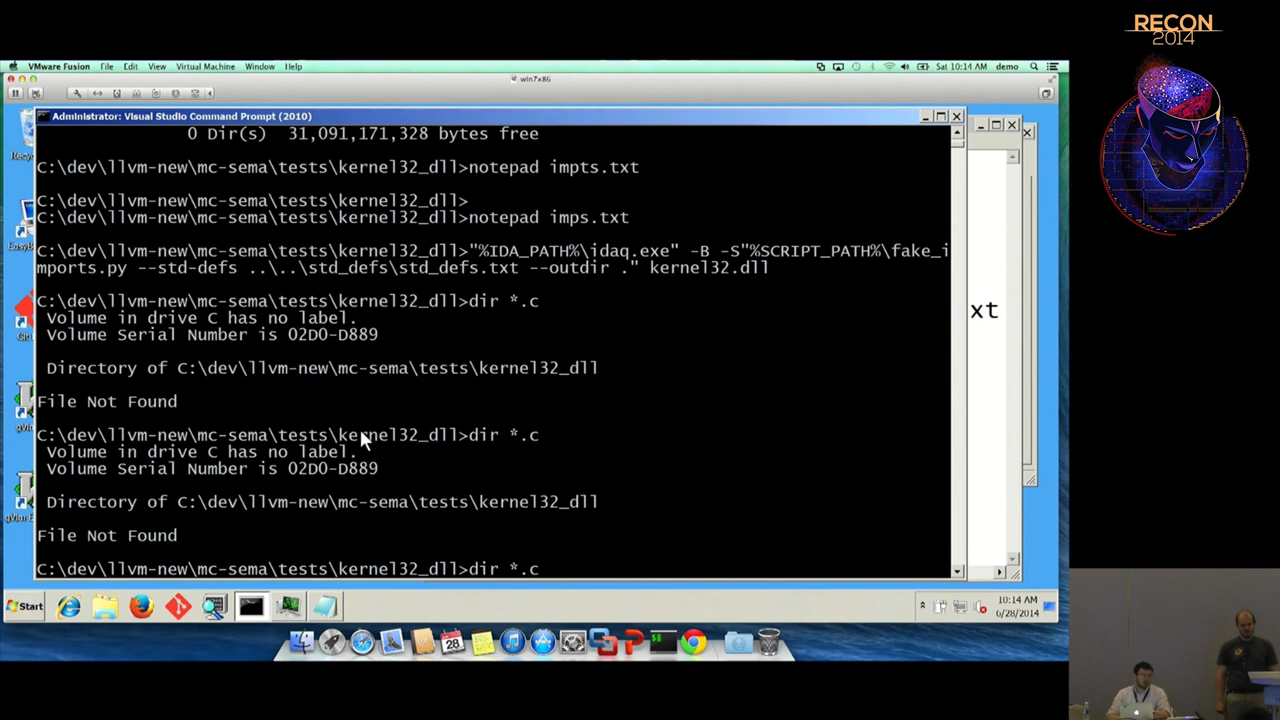 RECON
2014
VMware Fusion File Edit View Virtual Machine Window Help
Sat 10:14 AM demo
win7x86
Administrator: Visual Studio Command Prompt (2010)
0 Dir(s) 31,091,171,328 bytes free
C:\dev\llvm-new\mc-sema\tests\kernel32_dll>notepad impts.txt
C:\dev\llvm-new\mc-sema\tests\kernel32_dll>
C:\dev\llvm-new\mc-sema\tests\kernel32_dll>notepad imps.txt
C:\dev\llvm-new\mc-sema\tests\kernel32_dll>"%IDA_PATH%\idaq.exe" -B -S"%SCRIPT_PATH%\fake_i
mports.py --std-defs ..\..\std_defs\std_defs.txt --outdir ." kernel32.dll
C:\dev\llvm-new\mc-sema\tests\kernel32_dll>dir *.c
Volume in drive C has no label.
Volume Serial Number is 02D0-D889
Directory of C:\dev\llvm-new\mc-sema\tests\kernel32_dll
File Not Found
C:\dev\llvm-new\mc-sema\tests\kernel32_dll>dir *.c
Volume in drive C has no label.
Volume Serial Number is 02D0-D889
Directory of C:\dev\llvm-new\mc-sema\tests\kernel32_dll
File Not Found
C:\dev\llvm-new\mc-sema\tests\kernel32_dll>dir *.c
xt
Start
10:14 AM
6/28/2014
28